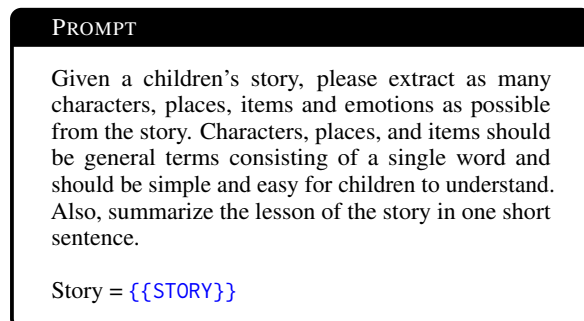 PROMPT
Given a children's story, please extract as many
characters, places, items and emotions as possible
from the story. Characters, places, and items should
be general terms consisting of a single word and
should be simple and easy for children to understand.
Also, summarize the lesson of the story in one short
sentence.
Story = {{STORY}}